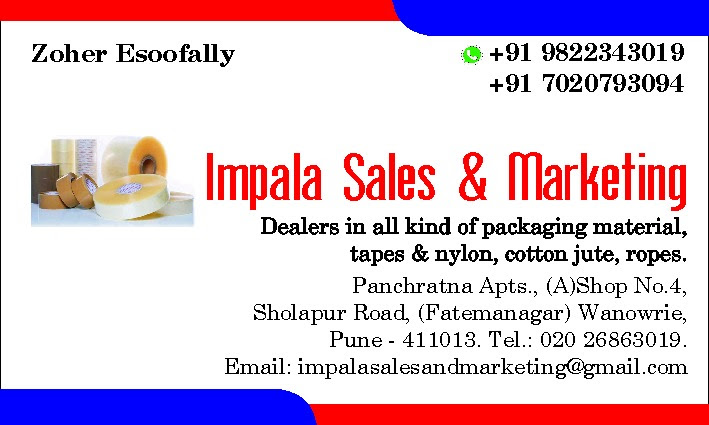 Zoher Esoofally
+91 9822343019
+91 7020793094
Impala Sales & Marketing
Dealers in all kind of packaging material,
tapes & nylon, cotton jute, ropes.
Panchratna Apts., (A)Shop No.4,
Sholapur Road, (Fatemanagar) Wanowrie,
Pune - 411013. Tel.: 020 26863019.
Email: impalasalesandmarketing@gmail.com